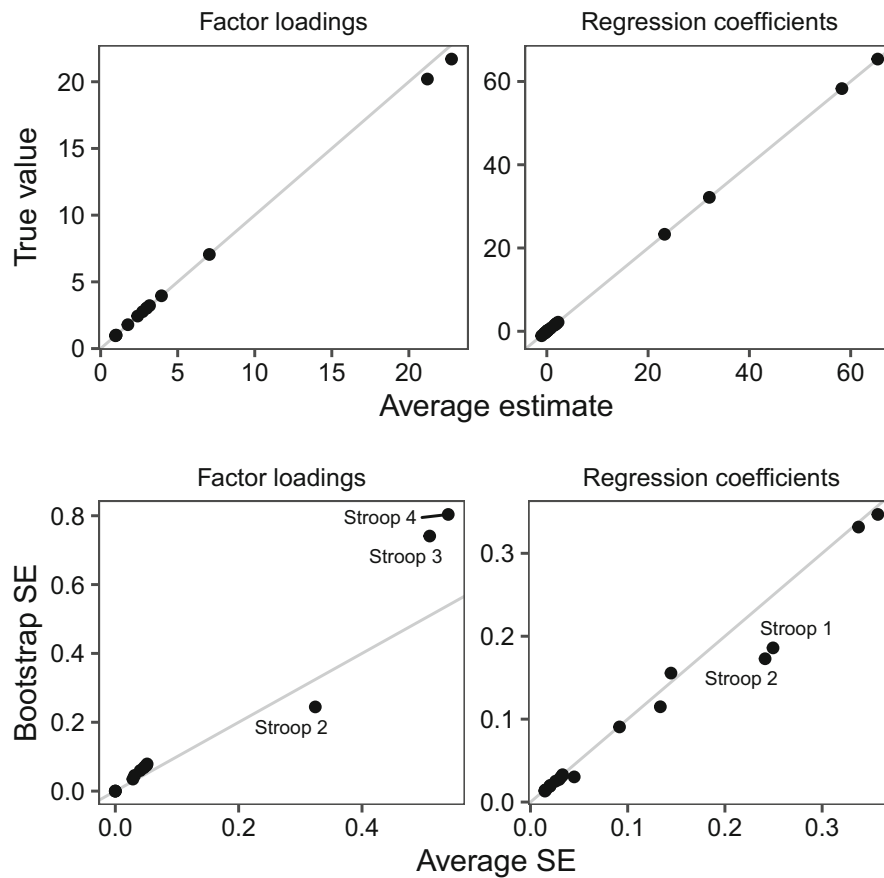 Factor loadings
Regression coefficients
True value
20
15
10
5
0
60
40
20
0
0 5 10 15 20
0 20 40 60
Average estimate
Factor loadings
Regression coefficients
Bootstrap SE
0.8
0.6
0.4
0.2
0.0
Stroop 4
Stroop 3
Stroop 2
0.3
0.2
0.1
0.0
Stroop 1
Stroop 2
0.0 0.2 0.4
0.0 0.1 0.2 0.3
Average SE